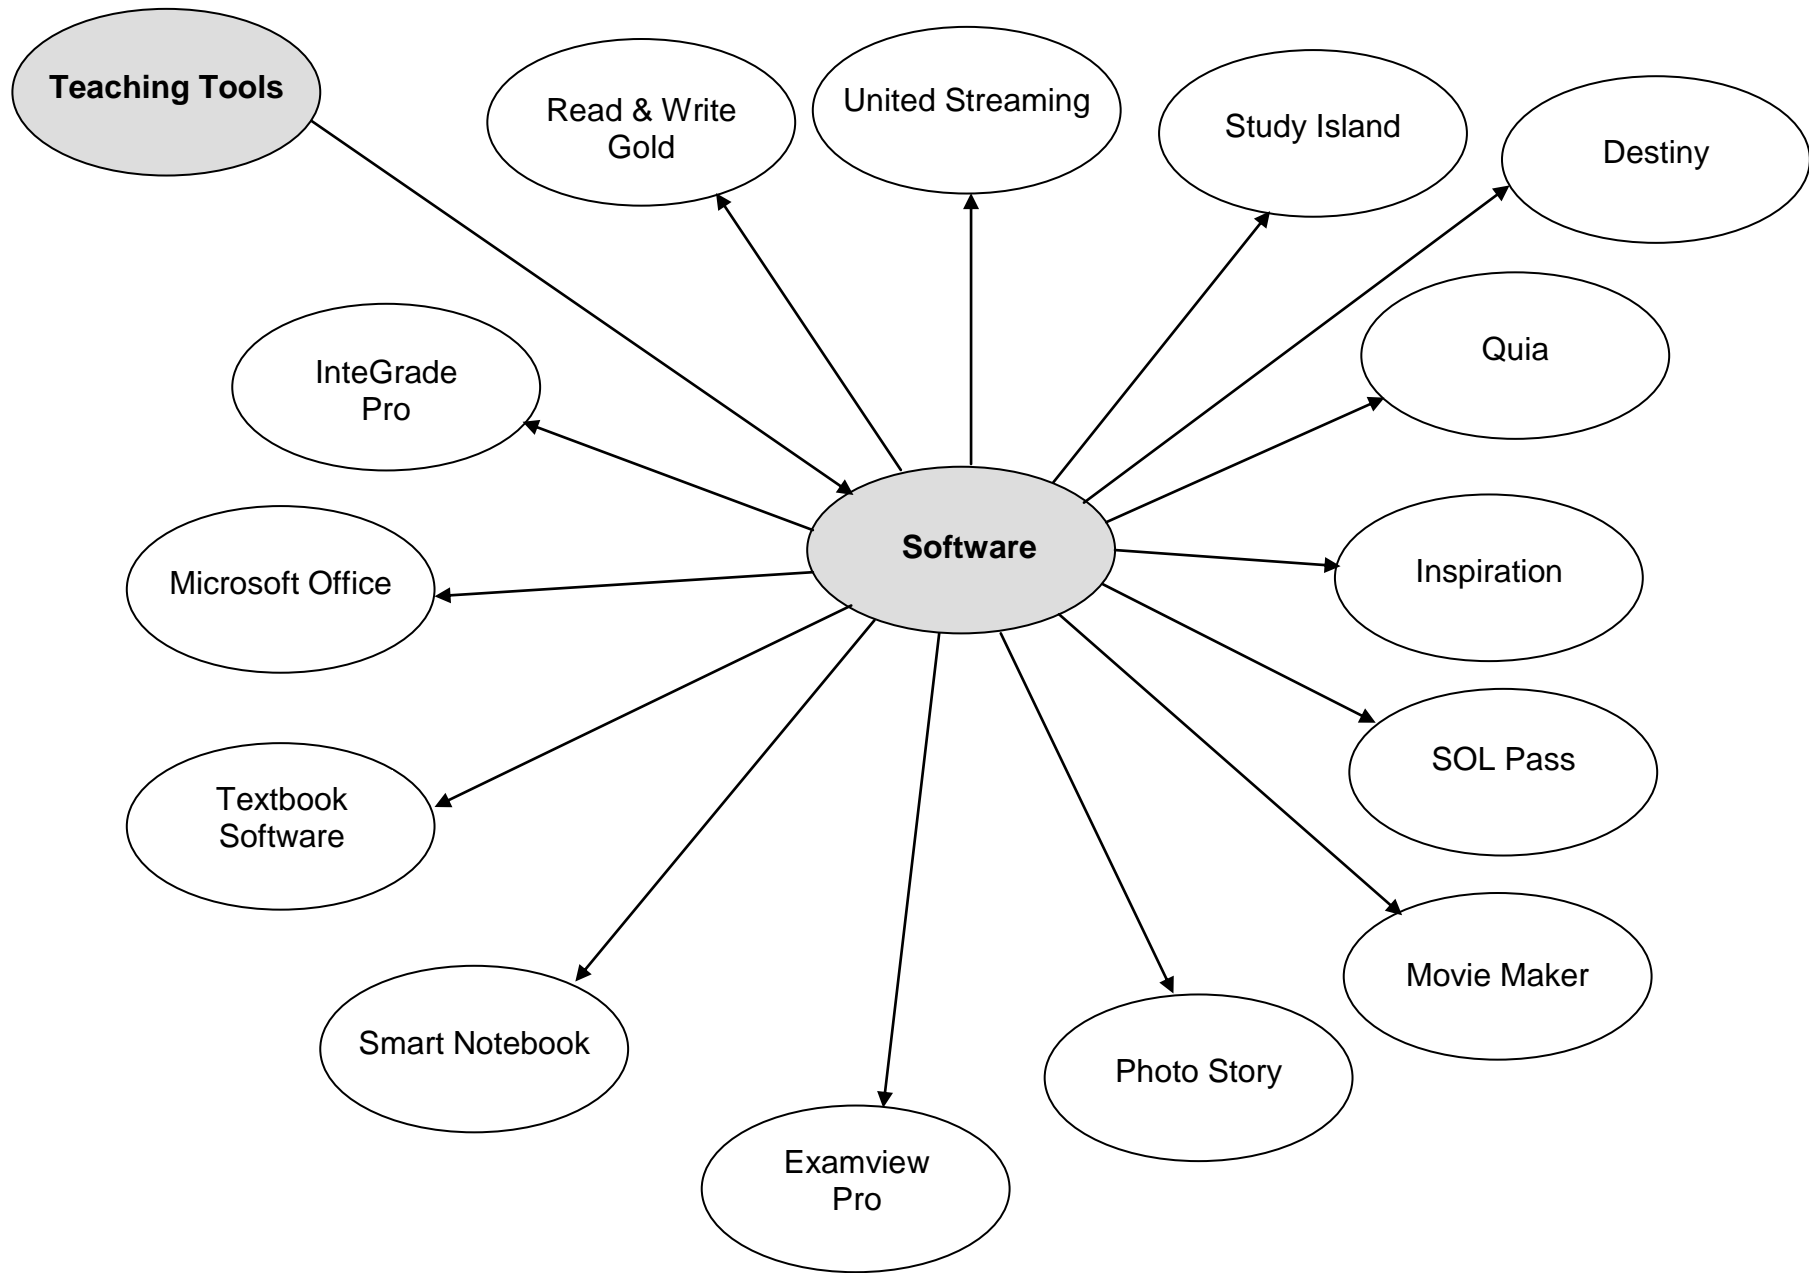 Teaching Tools
Read & Write
Gold
United Streaming
Study Island
Destiny
InteGrade
Pro
Quia
Software
Microsoft Office
Inspiration
Textbook
Software
SOL Pass
Smart Notebook
Movie Maker
Photo Story
Examview
Pro